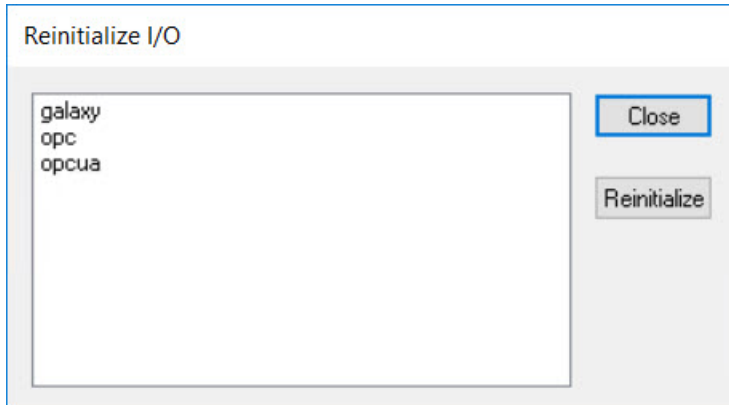 Reinitialize I/O
galaxy
opc
opcua
Close
Reinitialize